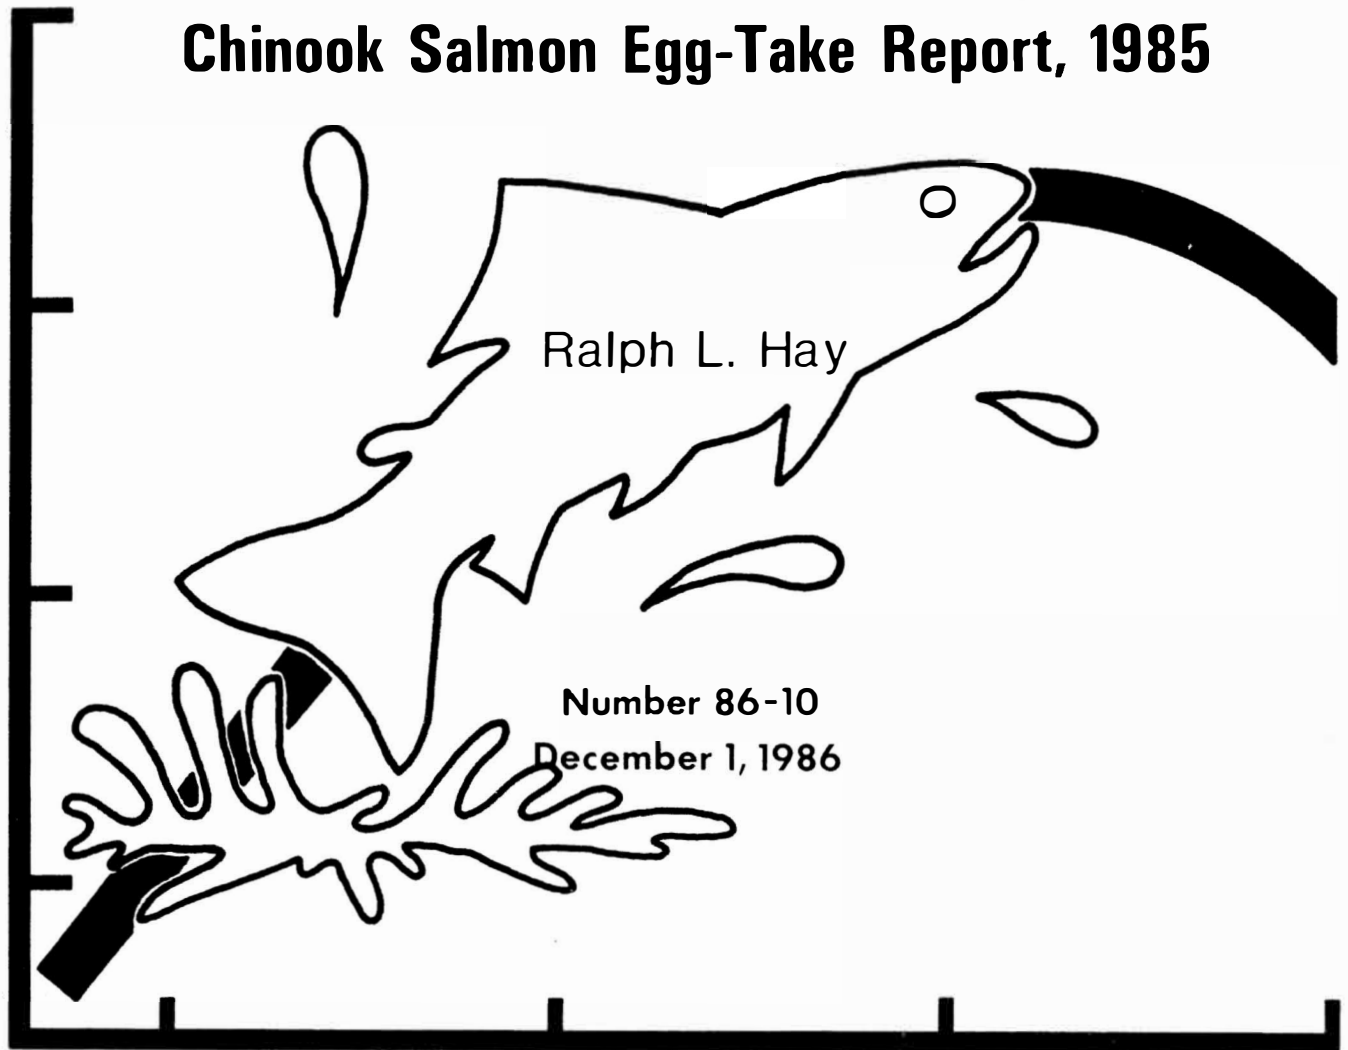 Chinook Salmon Egg-Take Report, 1985
Ralph L. Hay
Number 86-10
December 1, 1986